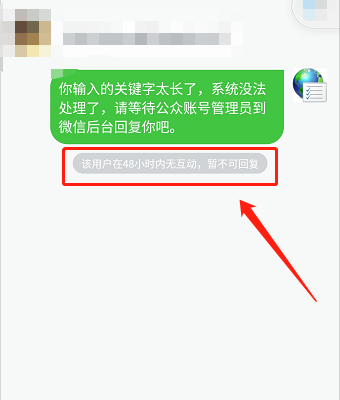 你输入的关键字太长了，系统没法
处理了，请等待公众账号管理员到
微信后台回复你吧。
该用户在48小时内无互动，暂不可回复